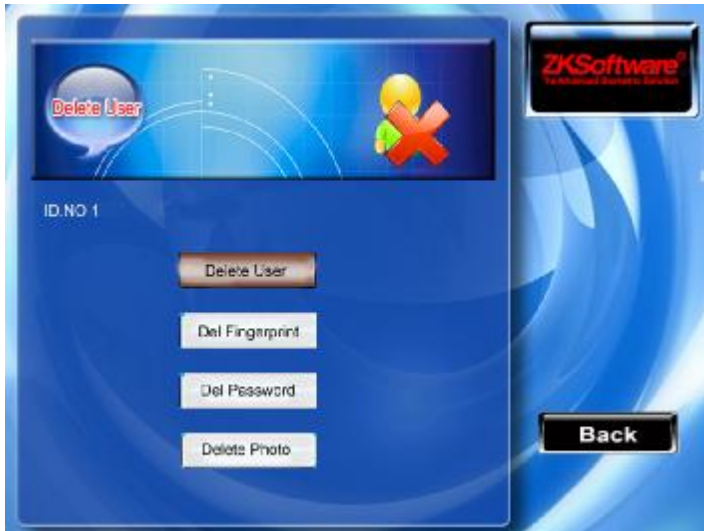 Delete User
ZKSoftware
ID.NO 1
Delete User
Del Fingerprint
Del Password
Delete Photo
Back